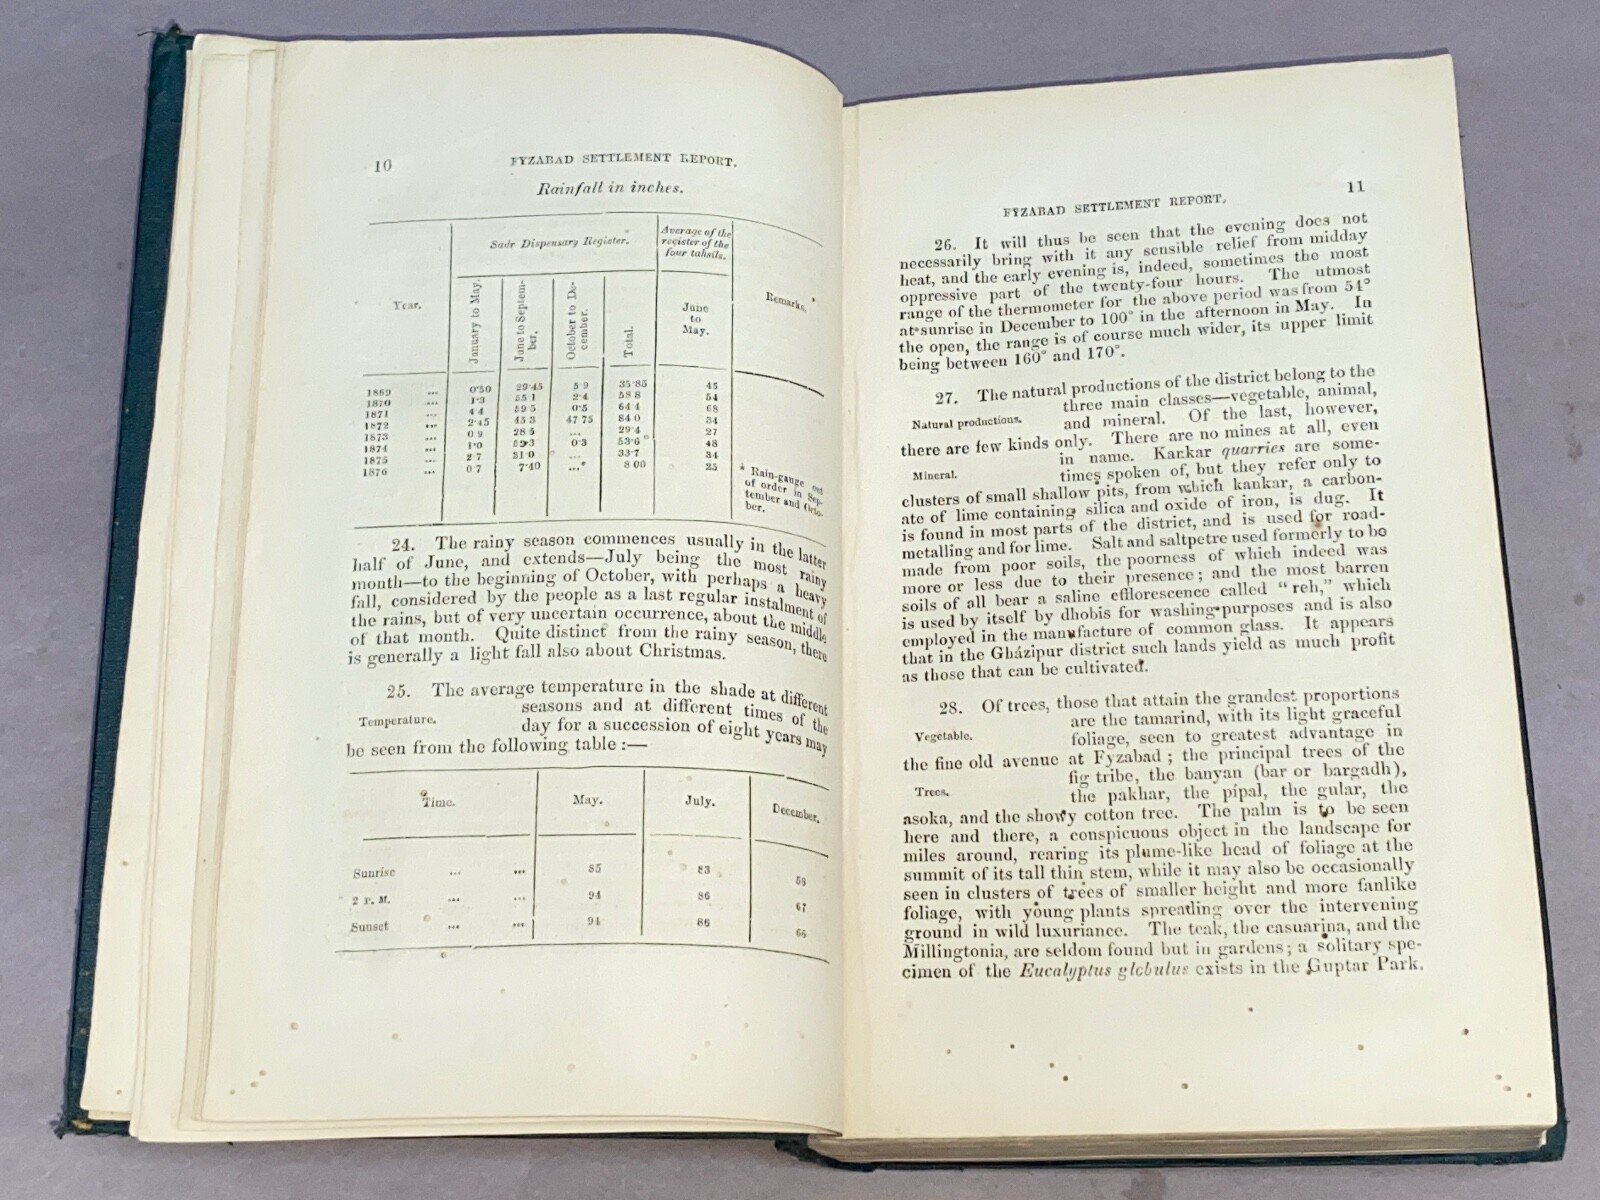 10
FYZABAD SETTLEMENT REPORT.
Rainfall in inches.
Year. Sadr Dispensary Register. Average of the register of the four tahsils. Remarks.
January to May. June to September. October to December. Total. June to May.
1869 ... 0·50 29·45 5 9 35·85 45
1870 ... 1·3 55 1 2·4 58 8 54
1871 ... 4 4 59 5 0·5 64 4 68
1872 ... 2·45 45 3 47 75 84 0 34
1873 ... 0 9 28 5 ... 29·4 27
1874 ... 1·0 52·3 0·3 53·6 48
1875 ... 2 7 31·0 ... 33·7 34
1876 ... 0 7 7·40 ...* 8 00 25
* Rain-gauge out
of order in Sep-
tember and Octo-
ber.
24. The rainy season commences usually in the latter
half of June, and extends—July being the most rainy
month—to the beginning of October, with perhaps a heavy
fall, considered by the people as a last regular instalment of
the rains, but of very uncertain occurrence, about the middle
of that month. Quite distinct from the rainy season, there
is generally a light fall also about Christmas.
25. The average temperature in the shade at different
seasons and at different times of the
Temperature.
day for a succession of eight years may
be seen from the following table :—
Time. May. July. December.
Sunrise ... ... 85 83 58
2 P. M. ... ... 94 86 67
Sunset ... ... 94 86 66
11
FYZABAD SETTLEMENT REPORT.
26. It will thus be seen that the evening does not
necessarily bring with it any sensible relief from midday
heat, and the early evening is, indeed, sometimes the most
oppressive part of the twenty-four hours. The utmost
range of the thermometer for the above period was from 54°
at sunrise in December to 100° in the afternoon in May. In
the open, the range is of course much wider, its upper limit
being between 160° and 170°.
27. The natural productions of the district belong to the
three main classes—vegetable, animal,
Natural productions.
and mineral. Of the last, however,
there are few kinds only. There are no mines at all, even
in name. Kankar quarries are some-
Mineral.
times spoken of, but they refer only to
clusters of small shallow pits, from which kankar, a carbon-
ate of lime containing silica and oxide of iron, is dug. It
is found in most parts of the district, and is used for road-
metalling and for lime. Salt and saltpetre used formerly to be
made from poor soils, the poorness of which indeed was
more or less due to their presence; and the most barren
soils of all bear a saline efflorescence called "reh," which
is used by itself by dhobis for washing purposes and is also
employed in the manufacture of common glass. It appears
that in the Gházipur district such lands yield as much profit
as those that can be cultivated.
28. Of trees, those that attain the grandest proportions
are the tamarind, with its light graceful
Vegetable.
foliage, seen to greatest advantage in
the fine old avenue at Fyzabad ; the principal trees of the
fig tribe, the banyan (bar or bargadh),
Trees.
the pakhar, the pípal, the gular, the
asoka, and the showy cotton tree. The palm is to be seen
here and there, a conspicuous object in the landscape for
miles around, rearing its plume-like head of foliage at the
summit of its tall thin stem, while it may also be occasionally
seen in clusters of trees of smaller height and more fanlike
foliage, with young plants spreading over the intervening
ground in wild luxuriance. The teak, the casuarina, and the
Millingtonia, are seldom found but in gardens; a solitary spe-
cimen of the Eucalyptus globulus exists in the Guptar Park.